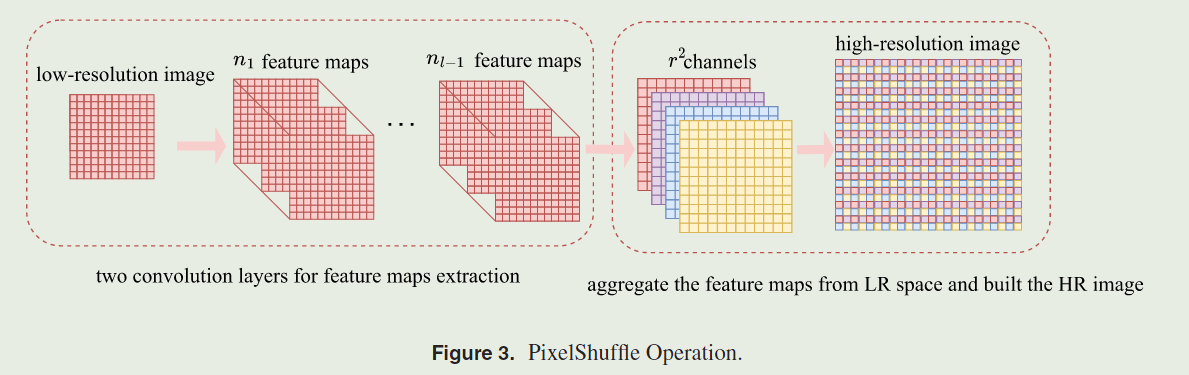 low-resolution image
n₁ feature maps
...
nₗ₋₁ feature maps
r²channels
high-resolution image
two convolution layers for feature maps extraction
aggregate the feature maps from LR space and built the HR image
Figure 3. PixelShuffle Operation.